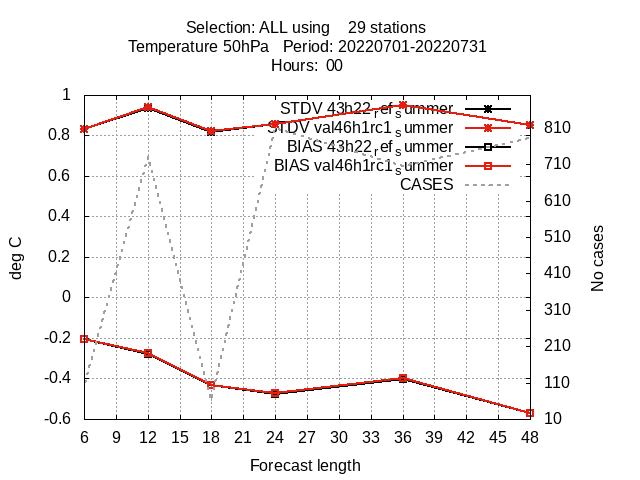 Selection: ALL using 29 stations
Temperature 50hPa Period: 20220701-20220731
Hours: 00
STDV 43h22_ref_summer
STDV val46h1rc1_summer
BIAS 43h22_ref_summer
BIAS val46h1rc1_summer
CASES
1
0.8
0.6
0.4
0.2
0
-0.2
-0.4
-0.6
deg C
810
710
610
510
410
310
210
110
10
No cases
6 9 12 15 18 21 24 27 30 33 36 39 42 45 48
Forecast length